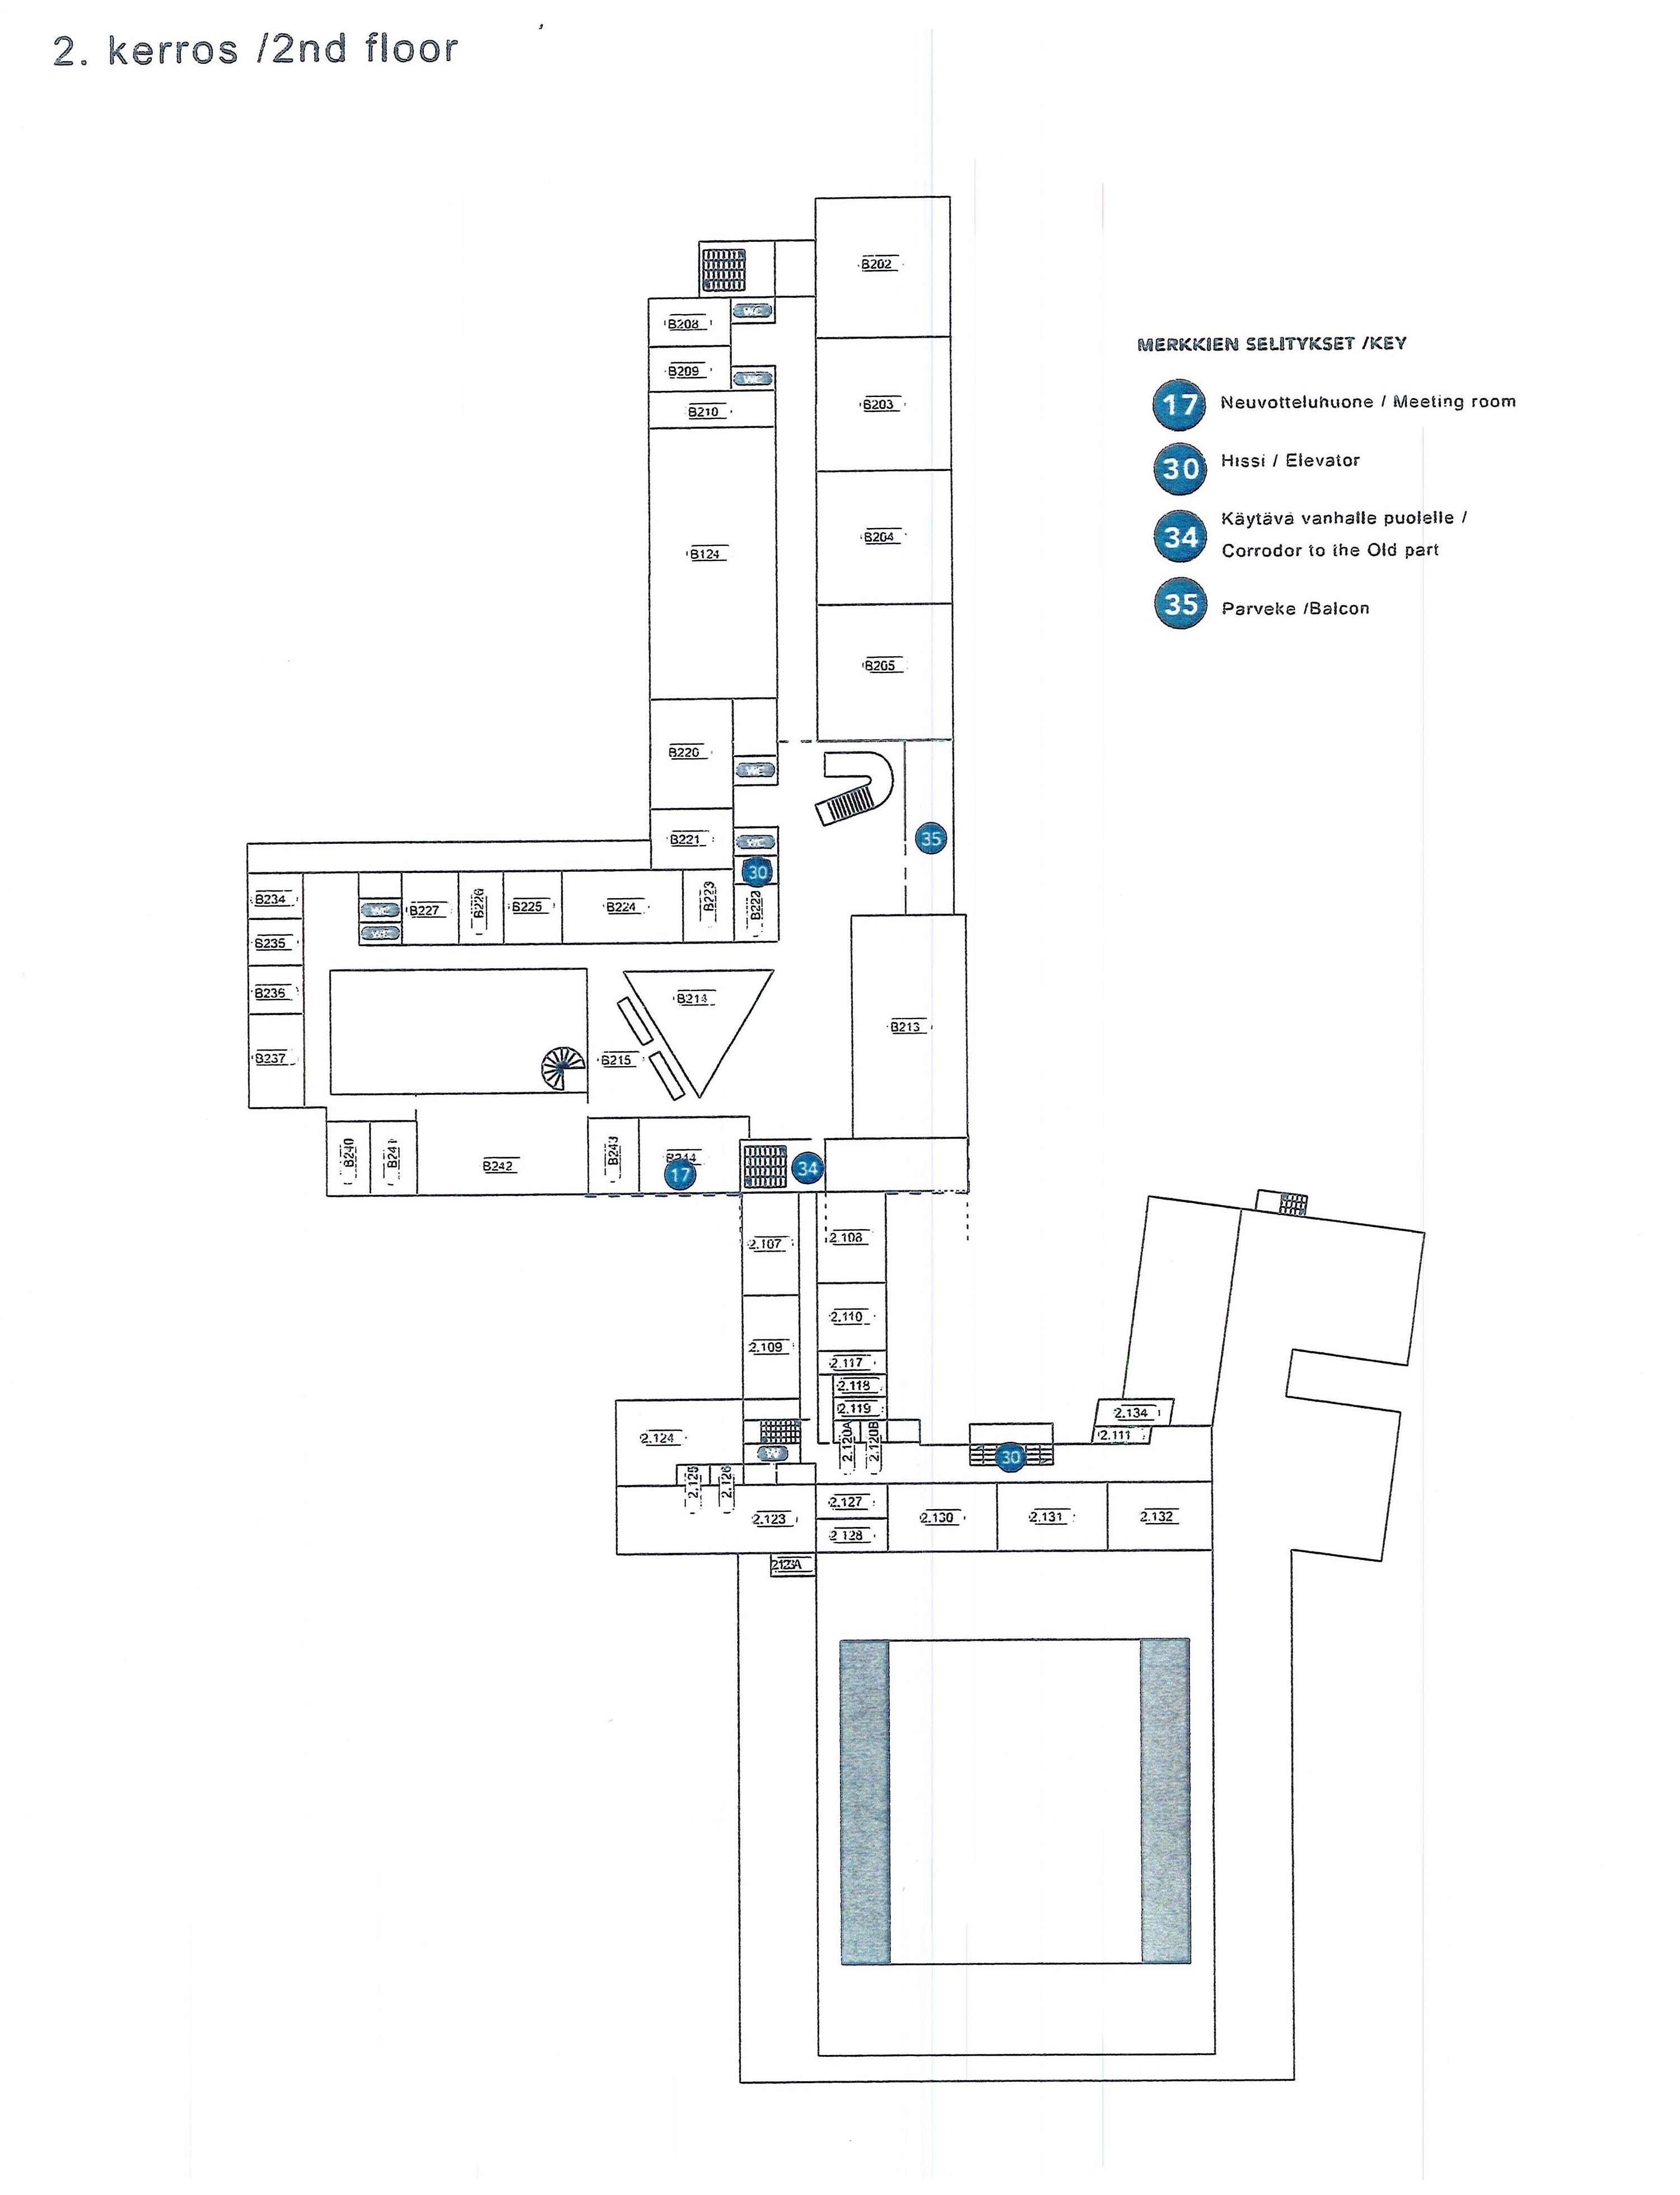 2. kerros /2nd floor
MERKKIEN SELITYKSET /KEY
17 Neuvotteluhuone / Meeting room
30 Hissi / Elevator
34 Käytävä vanhalle puolelle /
Corrodor to the Old part
35 Parveke /Balcon
B202
WC
B208
B209
WC
B210
B203
B204
B124
B205
B220
WC
B221
WC
35
30
B234
WC
B227
B226
B225
B224
B223
B222
WC
B235
B236
B214
B213
B237
B215
B240
B241
B242
B243
B244
17
34
2.107
2.108
2.110
2.109
2.117
2.118
2.119
2.134
2.111
2.124
2.120A
2.120B
30
2.125
2.126
2.127
2.123
2.128
2.130
2.131
2.132
2.123A